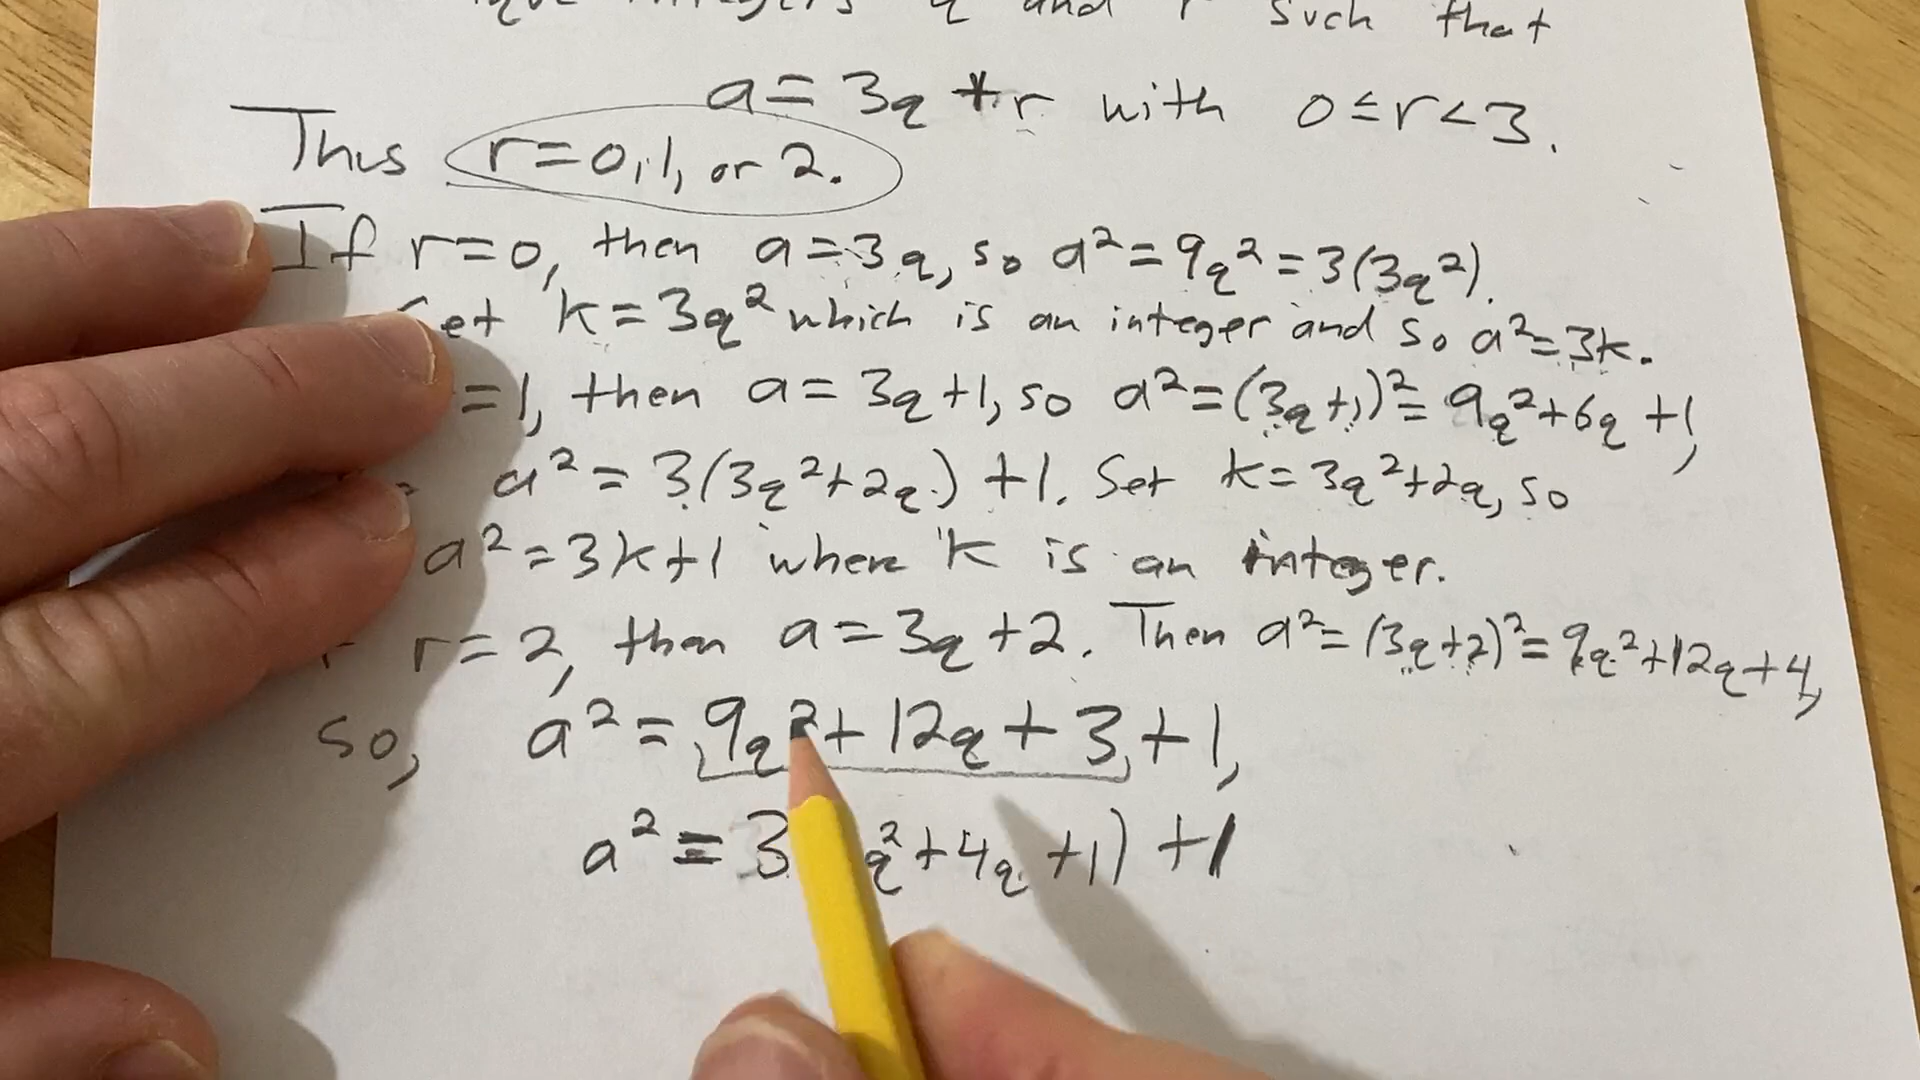 integers q and r such that
a = 3q + r with 0 ≤ r < 3.
Thus r = 0, 1, or 2.
If r = 0, then a = 3q, so a² = 9q² = 3(3q²).
Set k = 3q² which is an integer and so a² = 3k.
= 1, then a = 3q + 1, so a² = (3q + 1)² = 9q² + 6q + 1,
a² = 3(3q² + 2q) + 1. Set k = 3q² + 2q, so
a² = 3k + 1 where k is an integer.
r = 2, then a = 3q + 2. Then a² = (3q + 2)² = 9q² + 12q + 4,
so, a² = 9q² + 12q + 3 + 1,
a² = 3 q² + 4q + 1) + 1